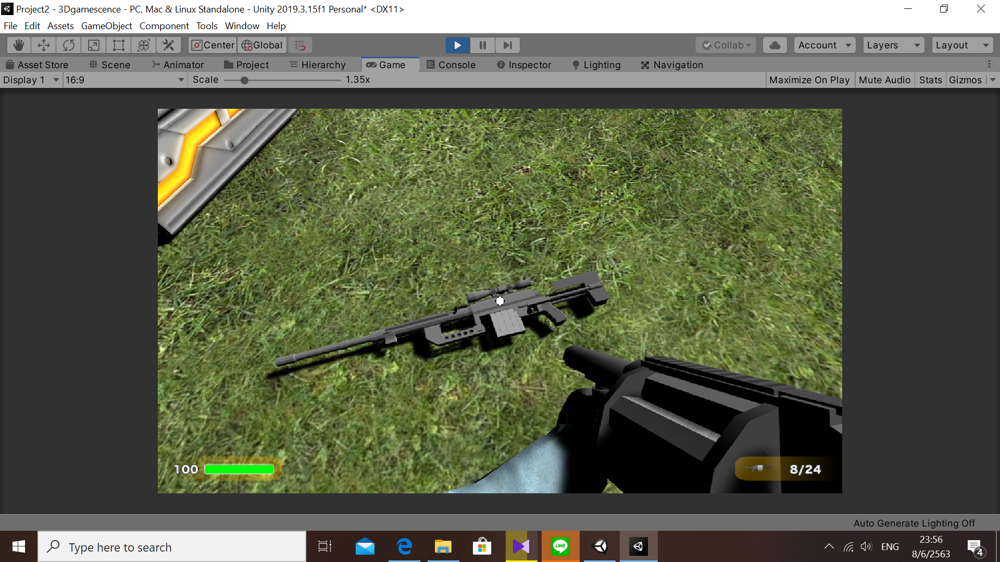 Project2 - 3Dgamescence - PC, Mac & Linux Standalone - Unity 2019.3.15f1 Personal* <DX11>
File Edit Assets GameObject Component Tools Window Help
Center Global Collab Account Layers Layout
Asset Store Scene Animator Project Hierarchy Game Console Inspector Lighting Navigation
Display 1 16:9 Scale 1.35x Maximize On Play Mute Audio Stats Gizmos
100 8/24
Auto Generate Lighting Off
Type here to search LINE ENG 23:56
8/6/2563 4